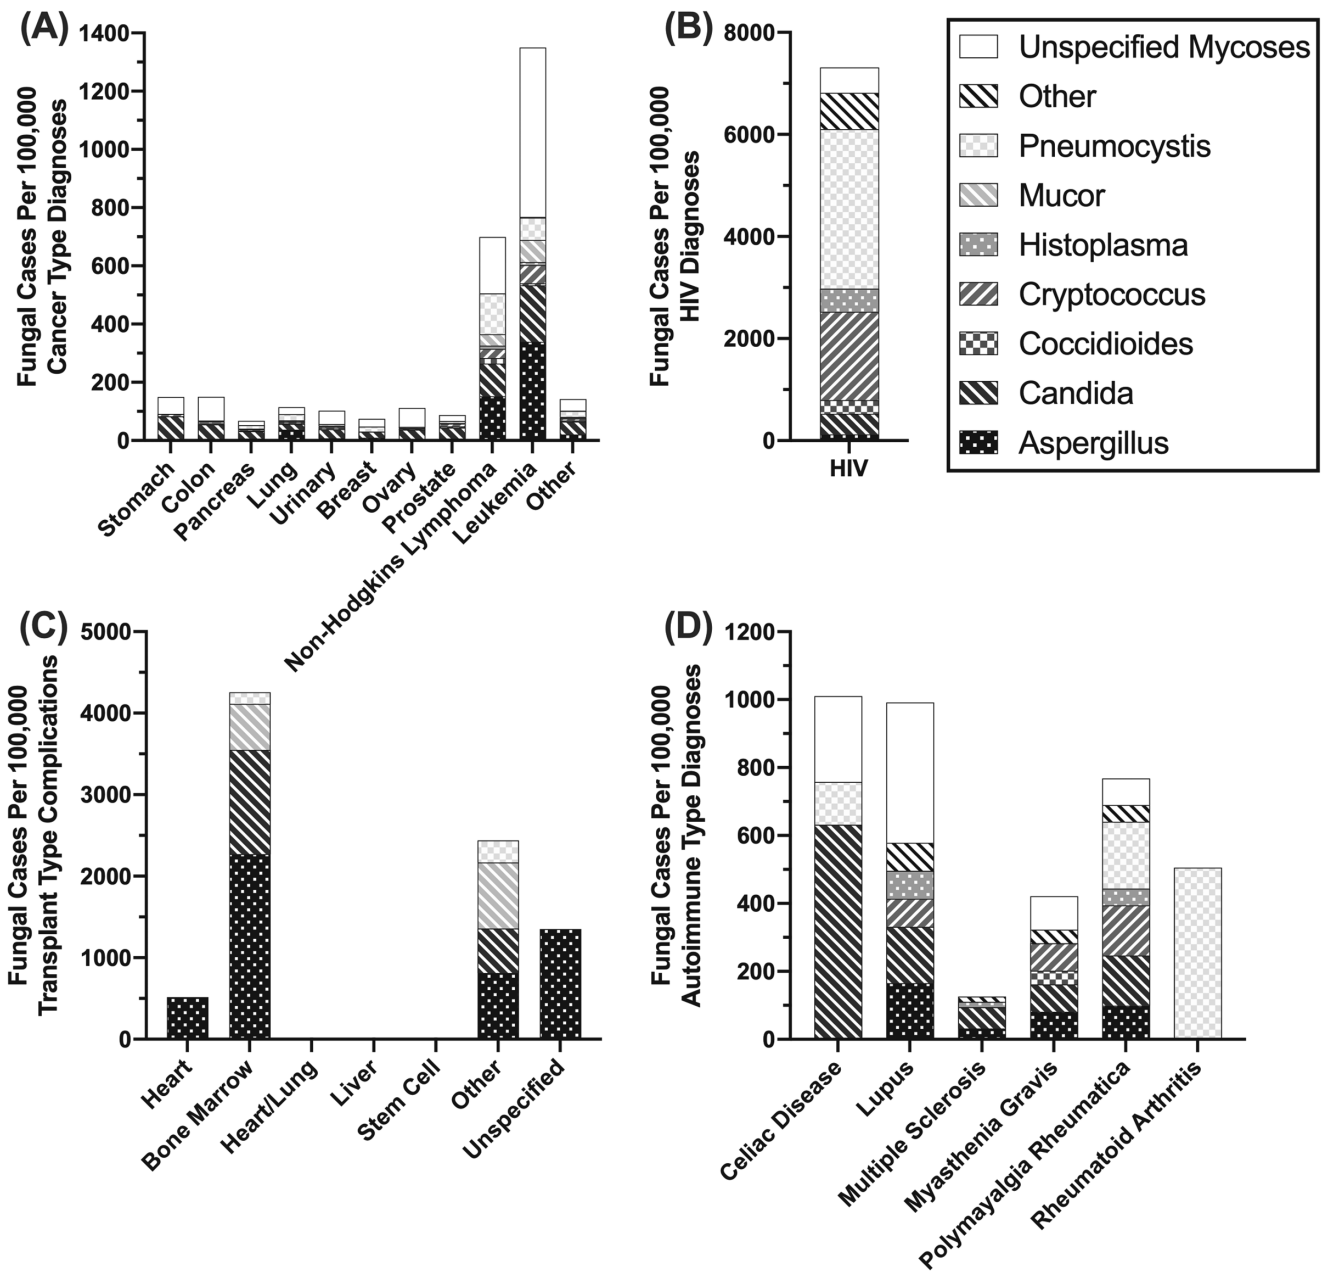 (A)
Fungal Cases Per 100,000
Cancer Type Diagnoses
1400
1200
1000
800
600
400
200
0
Stomach
Colon
Pancreas
Lung
Urinary
Breast
Ovary
Prostate
Non-Hodgkins Lymphoma
Leukemia
Other
(B)
Fungal Cases Per 100,000
HIV Diagnoses
8000
6000
4000
2000
0
HIV
Unspecified Mycoses
Other
Pneumocystis
Mucor
Histoplasma
Cryptococcus
Coccidioides
Candida
Aspergillus
(C)
Fungal Cases Per 100,000
Transplant Type Complications
5000
4000
3000
2000
1000
0
Heart
Bone Marrow
Heart/Lung
Liver
Stem Cell
Other
Unspecified
(D)
Fungal Cases Per 100,000
Autoimmune Type Diagnoses
1200
1000
800
600
400
200
0
Celiac Disease
Lupus
Multiple Sclerosis
Myasthenia Gravis
Polymayalgia Rheumatica
Rheumatoid Arthritis